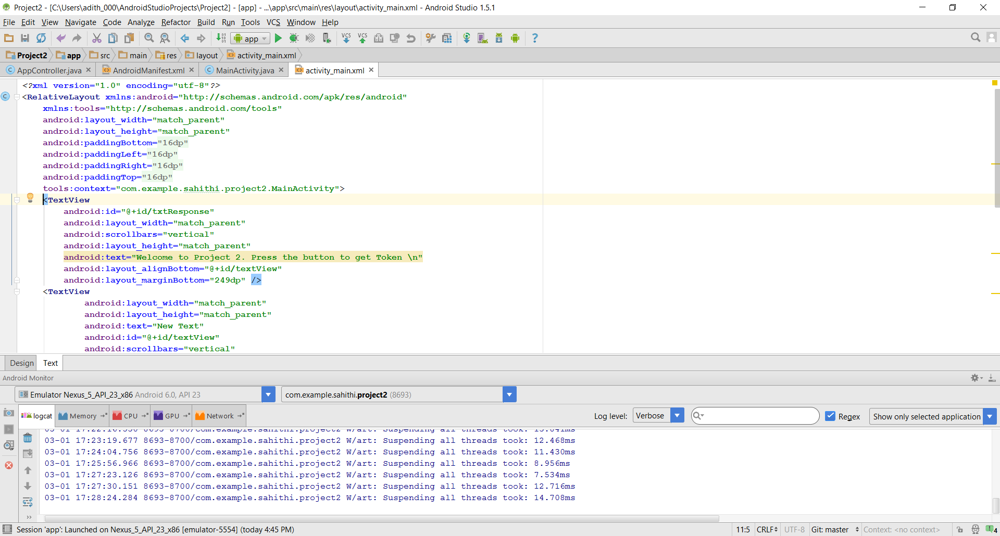 Project2 - [C:\Users\adith_000\AndroidStudioProjects\Project2] - [app] - ...\app\src\main\res\layout\activity_main.xml - Android Studio 1.5.1
File Edit View Navigate Code Analyze Refactor Build Run Tools VCS Window Help
app VCS VCS ?
Project2 app src main res layout activity_main.xml
AppController.java AndroidManifest.xml MainActivity.java activity_main.xml
<?xml version="1.0" encoding="utf-8"?>
<RelativeLayout xmlns:android="http://schemas.android.com/apk/res/android"
xmlns:tools="http://schemas.android.com/tools"
android:layout_width="match_parent"
android:layout_height="match_parent"
android:paddingBottom="16dp"
android:paddingLeft="16dp"
android:paddingRight="16dp"
android:paddingTop="16dp"
tools:context="com.example.sahithi.project2.MainActivity">
<TextView
android:id="@+id/txtResponse"
android:layout_width="match_parent"
android:scrollbars="vertical"
android:layout_height="match_parent"
android:text="Welcome to Project 2. Press the button to get Token \n"
android:layout_alignBottom="@+id/textView"
android:layout_marginBottom="249dp" />
<TextView
android:layout_width="match_parent"
android:layout_height="match_parent"
android:text="New Text"
android:id="@+id/textView"
android:scrollbars="vertical"
Design Text
Android Monitor
Emulator Nexus_5_API_23_x86 Android 6.0, API 23 com.example.sahithi.project2 (8693)
logcat Memory CPU GPU Network Log level: Verbose Regex Show only selected application
03-01 17:23:19.677 8693-8700/com.example.sahithi.project2 W/art: Suspending all threads took: 12.468ms
03-01 17:24:04.756 8693-8700/com.example.sahithi.project2 W/art: Suspending all threads took: 11.430ms
03-01 17:25:56.966 8693-8700/com.example.sahithi.project2 W/art: Suspending all threads took: 8.956ms
03-01 17:27:23.126 8693-8700/com.example.sahithi.project2 W/art: Suspending all threads took: 7.534ms
03-01 17:27:30.151 8693-8700/com.example.sahithi.project2 W/art: Suspending all threads took: 12.716ms
03-01 17:28:24.284 8693-8700/com.example.sahithi.project2 W/art: Suspending all threads took: 14.708ms
Session 'app': Launched on Nexus_5_API_23_x86 [emulator-5554] (today 4:45 PM) 11:5 CRLF UTF-8 Git: master Context: <no context> 4